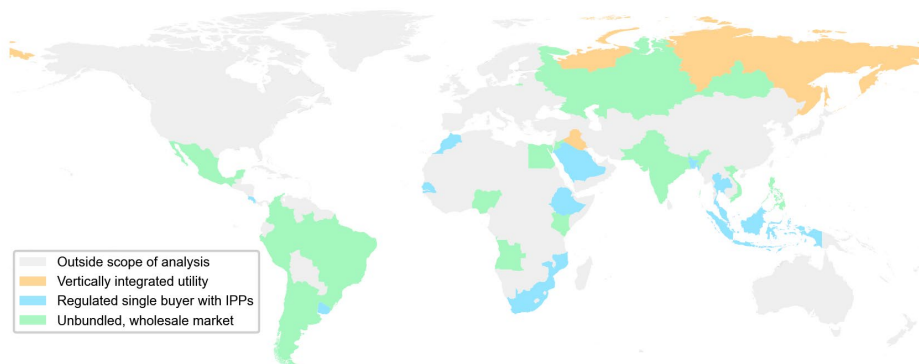 Outside scope of analysis
Vertically integrated utility
Regulated single buyer with IPPs
Unbundled, wholesale market